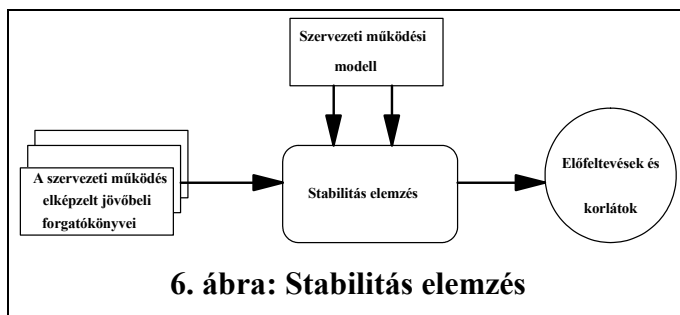 Szervezeti működési
modell
A szervezeti működés
elképzelt jövőbeli
forgatókönyvei
Stabilitás elemzés
Előfeltevések és
korlátok
6. ábra: Stabilitás elemzés